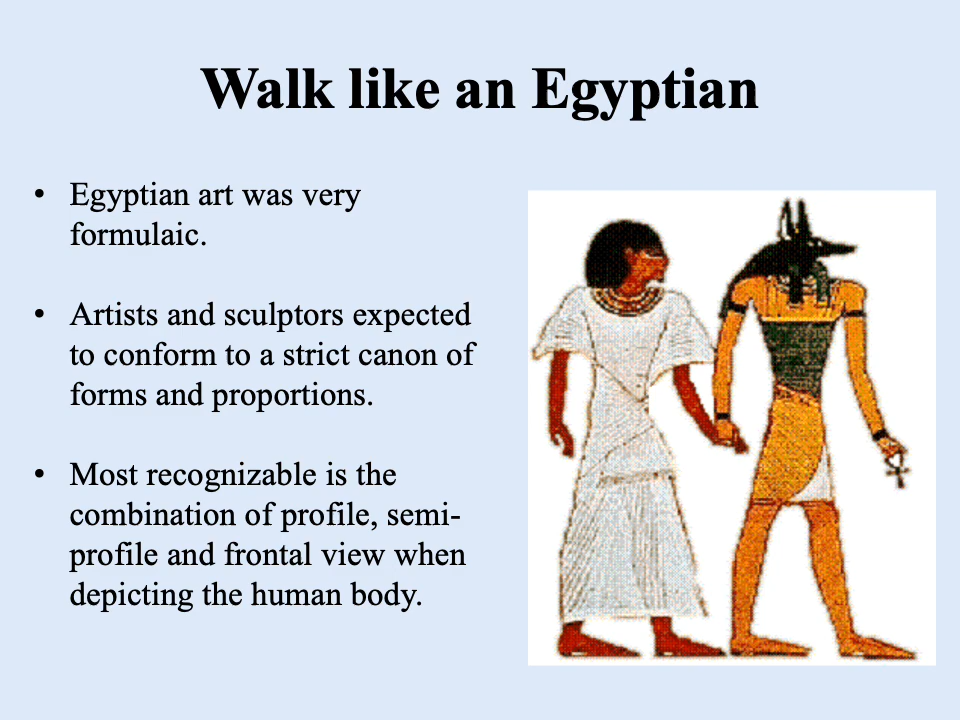 Walk like an Egyptian
• Egyptian art was very
formulaic.
• Artists and sculptors expected
to conform to a strict canon of
forms and proportions.
• Most recognizable is the
combination of profile, semi-
profile and frontal view when
depicting the human body.